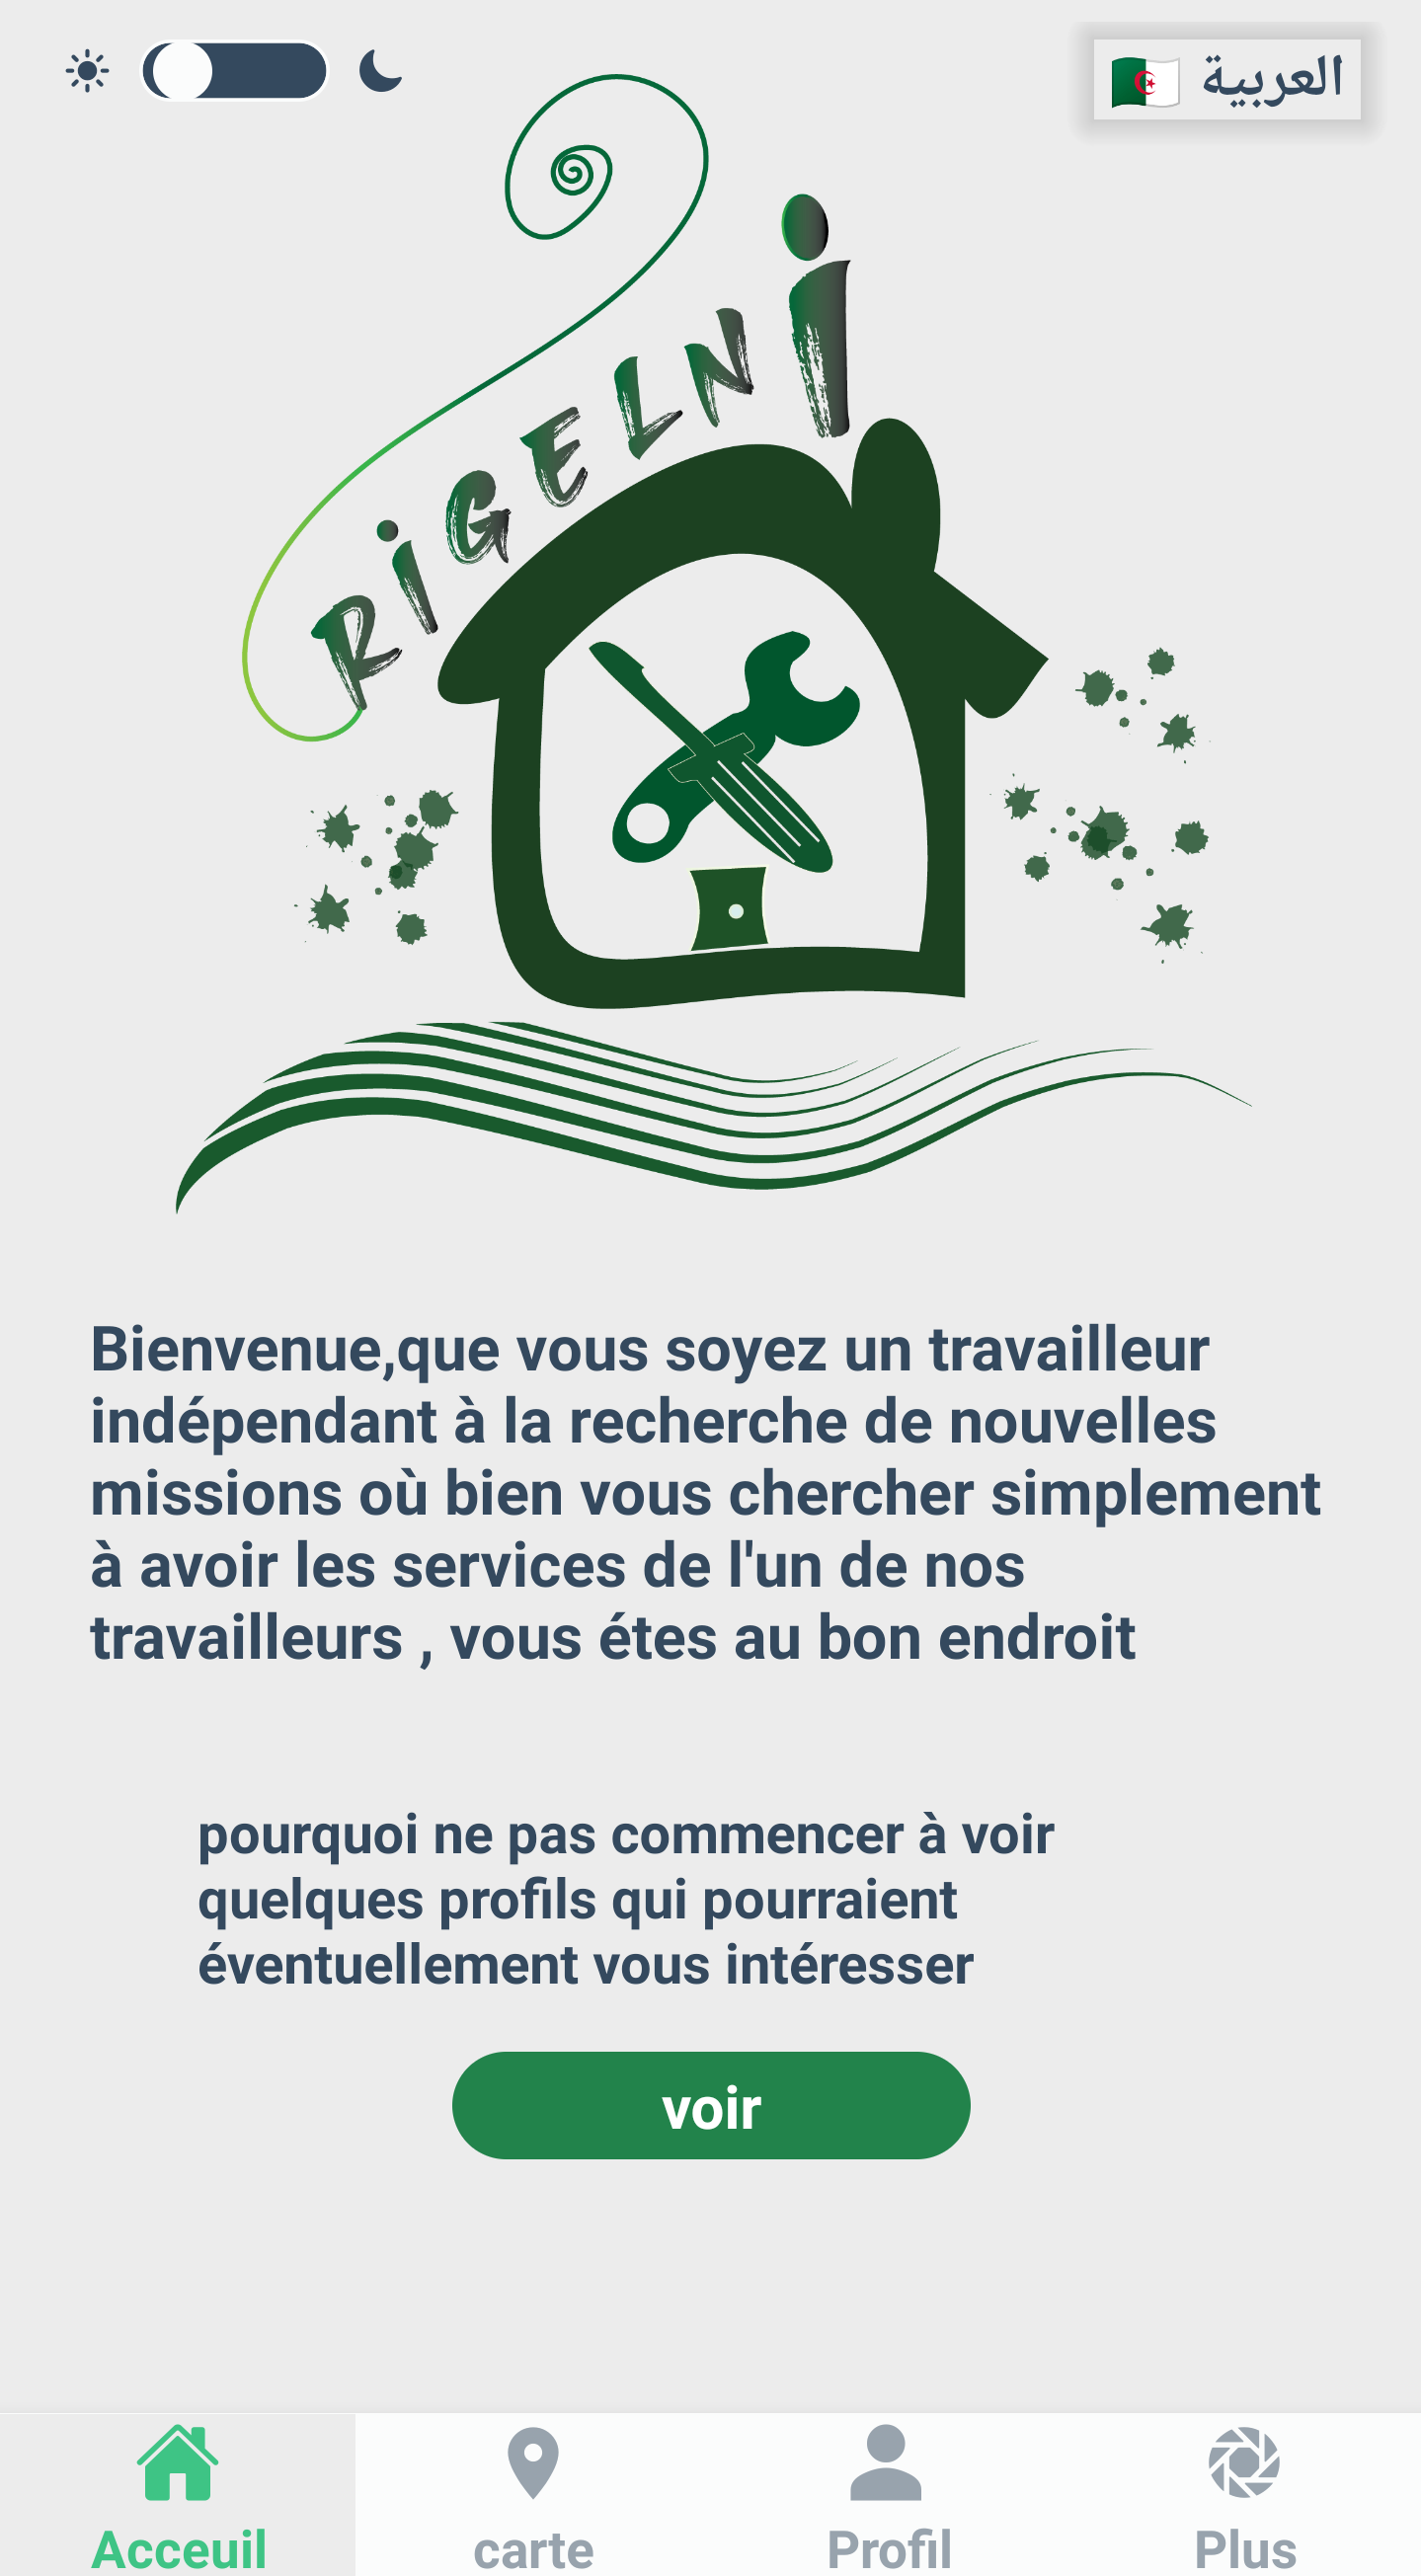 العربية
RiGELNi
Bienvenue,que vous soyez un travailleur
indépendant à la recherche de nouvelles
missions où bien vous chercher simplement
à avoir les services de l'un de nos
travailleurs , vous étes au bon endroit
pourquoi ne pas commencer à voir
quelques profils qui pourraient
éventuellement vous intéresser
voir
Acceuil
carte
Profil
Plus